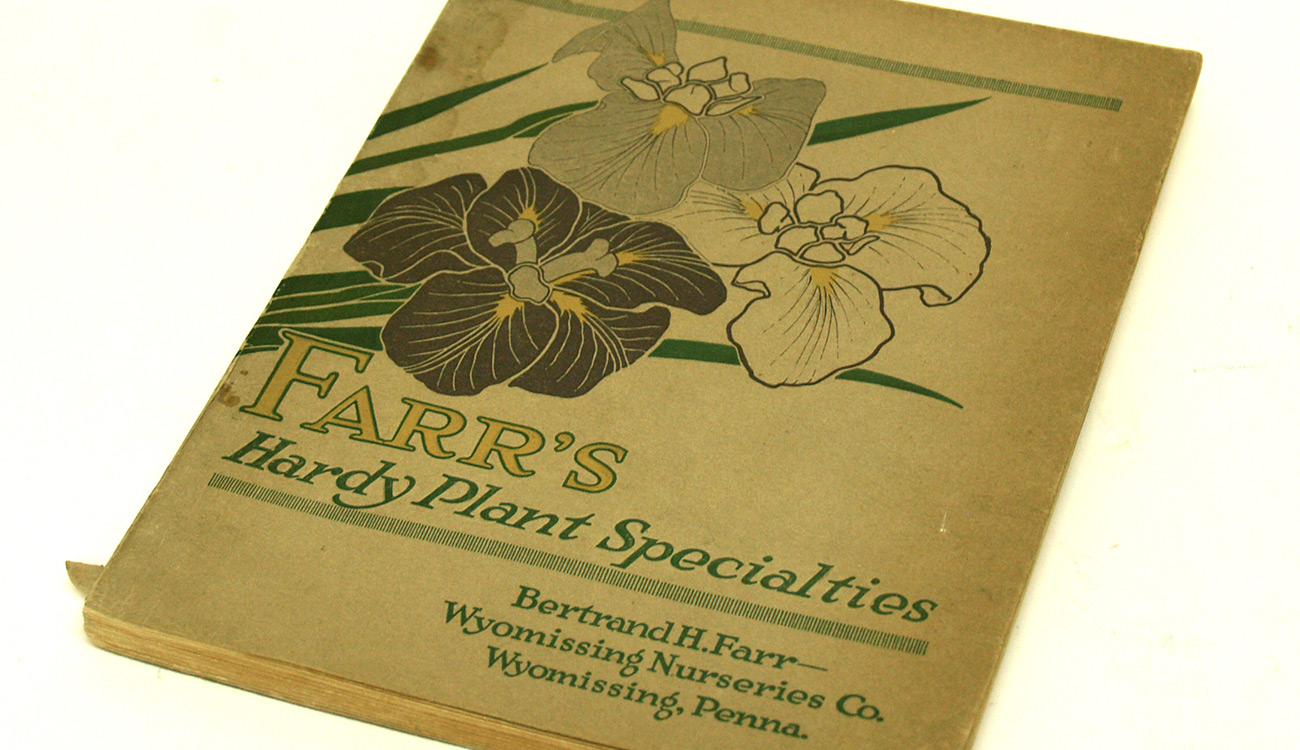 FARR'S
Hardy Plant Specialties
Bertrand H. Farr—
Wyomissing Nurseries Co.
Wyomissing, Penna.